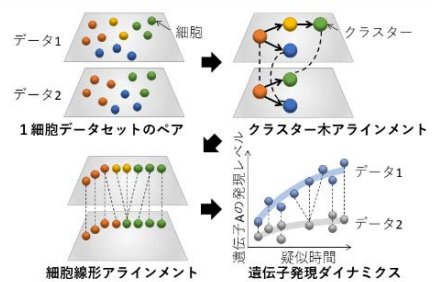 データ1
細胞
データ2
1細胞データセットのペア
クラスター
クラスター木アラインメント
細胞線形アラインメント
遺伝子Aの発現レベル
データ1
データ2
疑似時間
遺伝子発現ダイナミクス